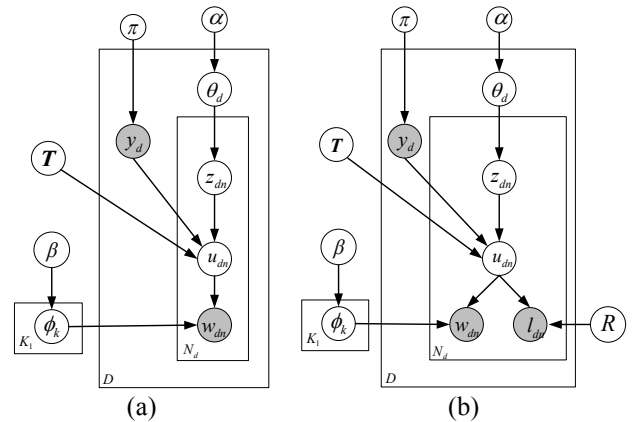 π α π α
θ_d θ_d
y_d y_d
T z_dn T z_dn
β u_dn β u_dn
ϕ_k w_dn ϕ_k w_dn l_dn R
K_1 N_d K_1 N_d
D D
(a) (b)